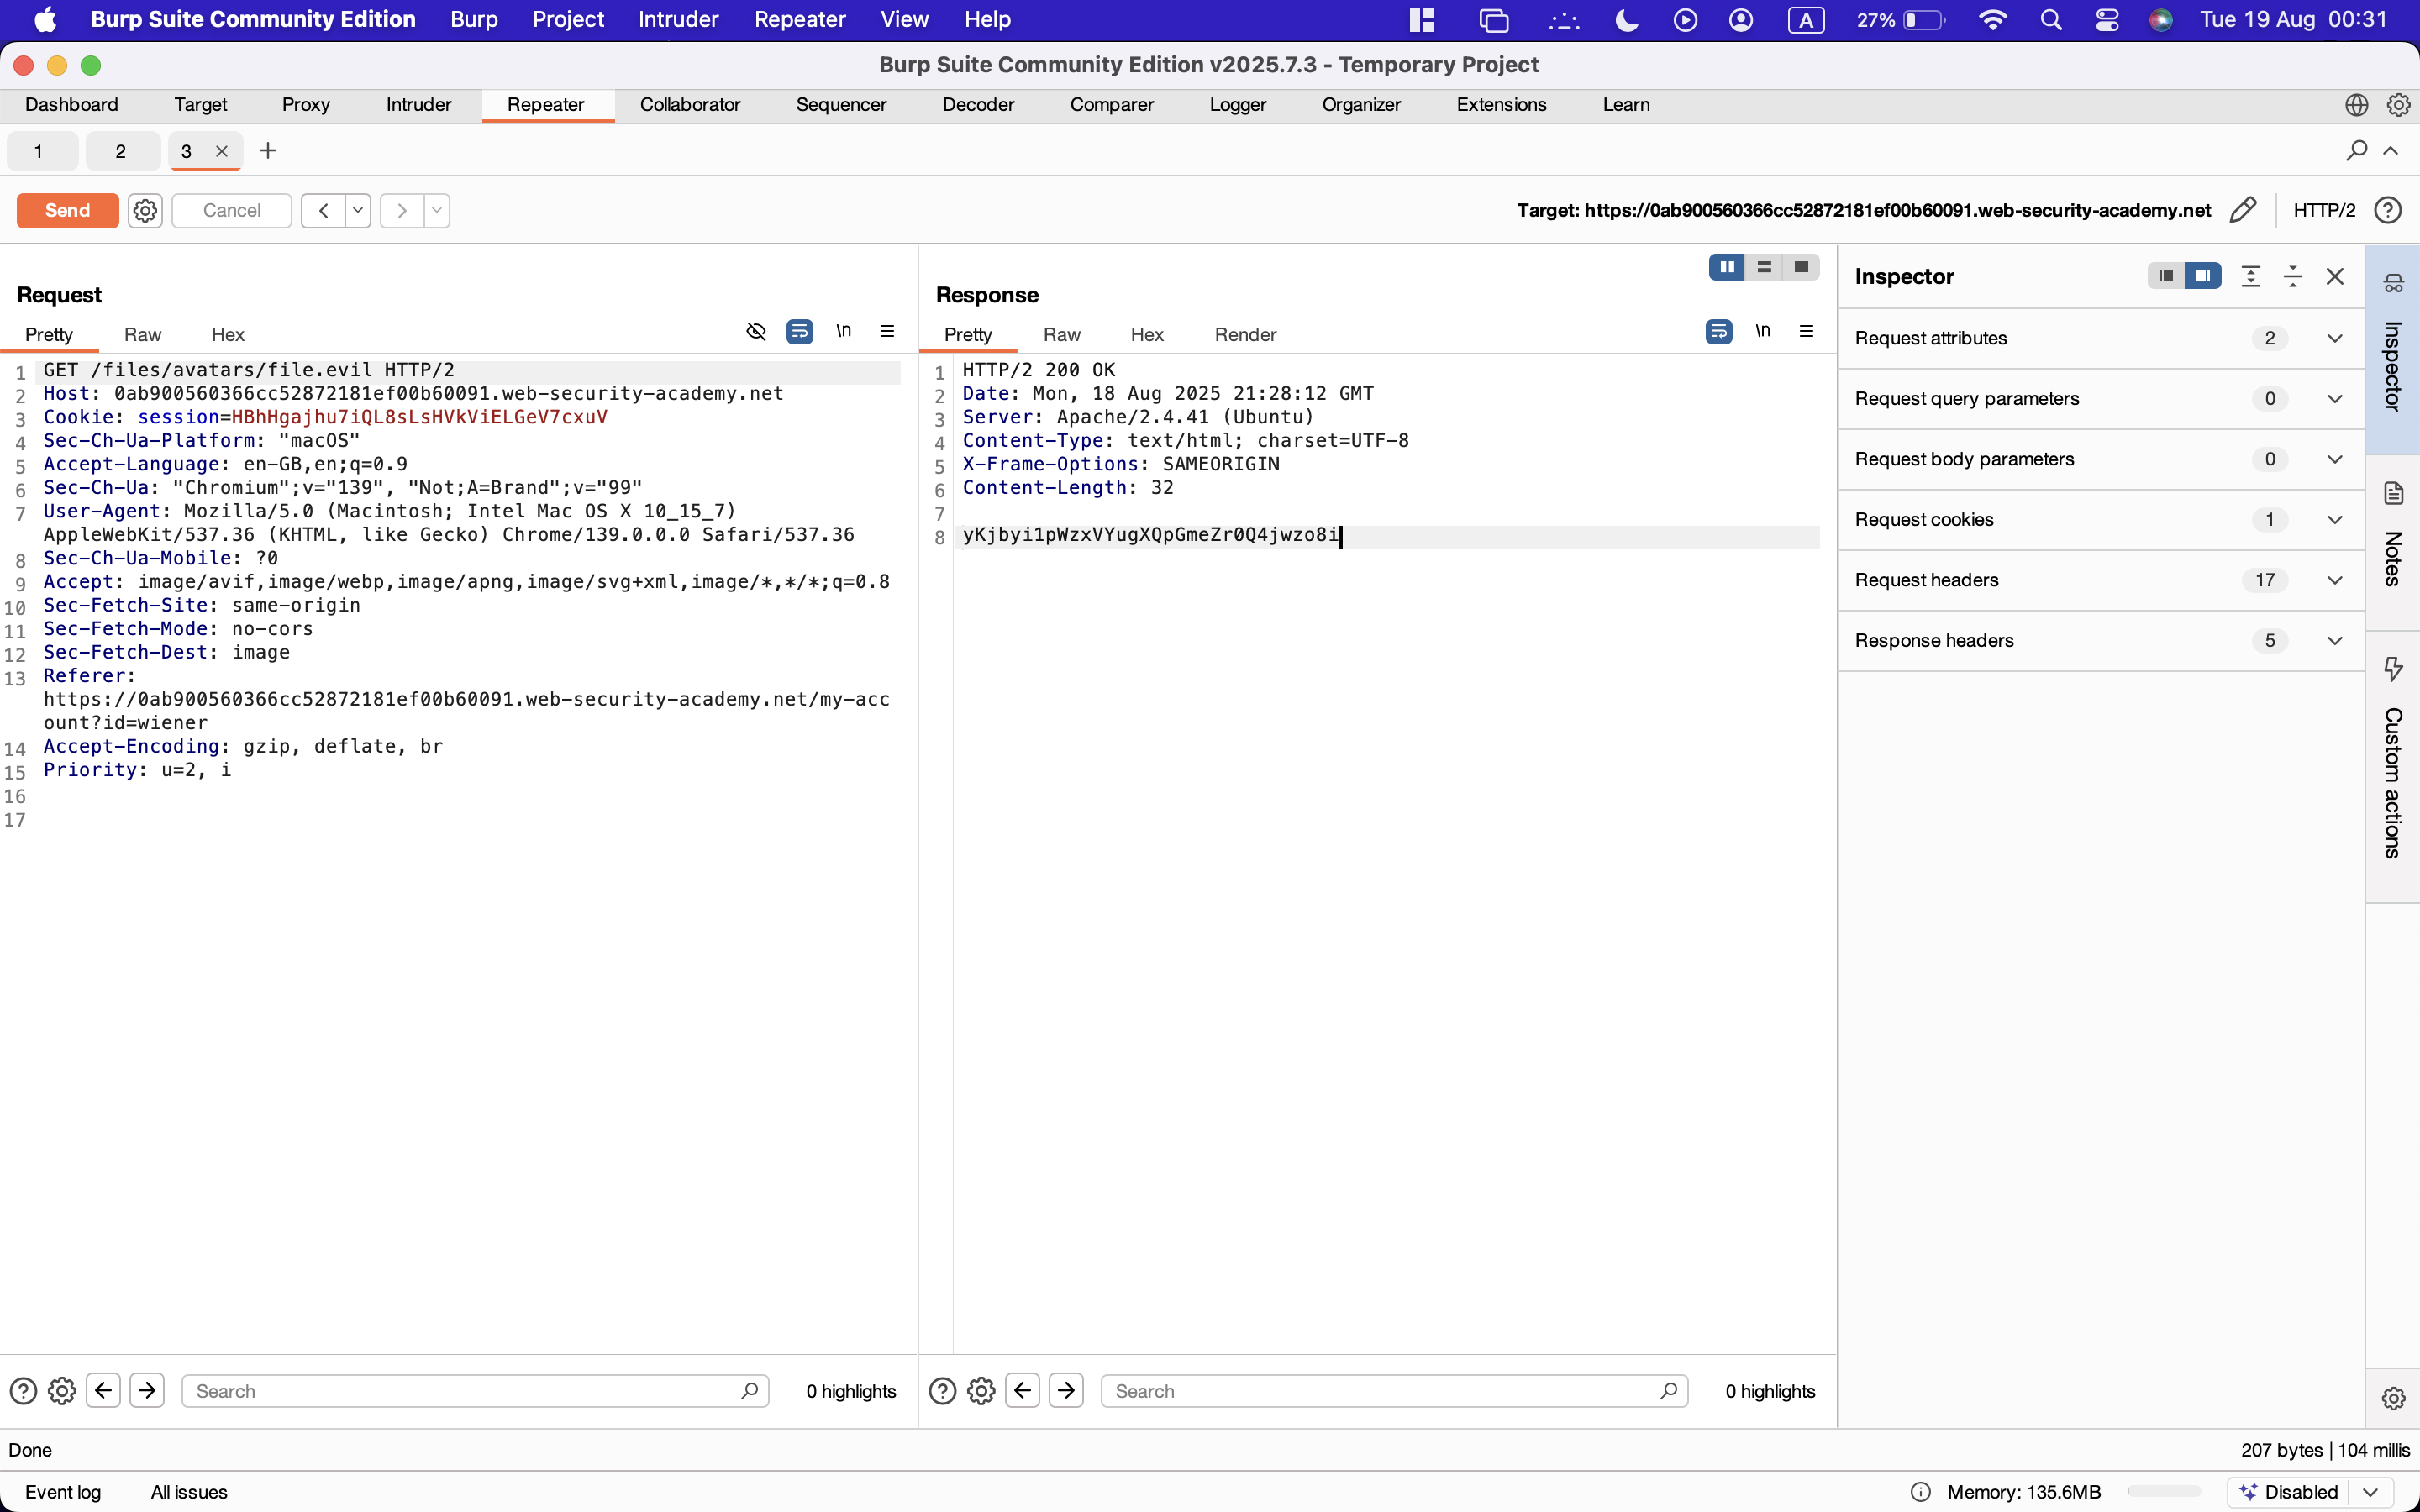 Burp Suite Community Edition Burp Project Intruder Repeater View Help A 27% Tue 19 Aug 00:31
Burp Suite Community Edition v2025.7.3 - Temporary Project
Dashboard Target Proxy Intruder Repeater Collaborator Sequencer Decoder Comparer Logger Organizer Extensions Learn
1 2 3 × +
Send Cancel < > Target: https://0ab900560366cc52872181ef00b60091.web-security-academy.net HTTP/2 ?
Request
Pretty Raw Hex \n
1 GET /files/avatars/file.evil HTTP/2
2 Host: 0ab900560366cc52872181ef00b60091.web-security-academy.net
3 Cookie: session=HBhHgajhu7iQL8sLsHVkViELGeV7cxuV
4 Sec-Ch-Ua-Platform: "macOS"
5 Accept-Language: en-GB,en;q=0.9
6 Sec-Ch-Ua: "Chromium";v="139", "Not;A=Brand";v="99"
7 User-Agent: Mozilla/5.0 (Macintosh; Intel Mac OS X 10_15_7)
AppleWebKit/537.36 (KHTML, like Gecko) Chrome/139.0.0.0 Safari/537.36
8 Sec-Ch-Ua-Mobile: ?0
9 Accept: image/avif,image/webp,image/apng,image/svg+xml,image/*,*/*;q=0.8
10 Sec-Fetch-Site: same-origin
11 Sec-Fetch-Mode: no-cors
12 Sec-Fetch-Dest: image
13 Referer:
https://0ab900560366cc52872181ef00b60091.web-security-academy.net/my-acc
ount?id=wiener
14 Accept-Encoding: gzip, deflate, br
15 Priority: u=2, i
16
17
Search 0 highlights
Response
Pretty Raw Hex Render \n
1 HTTP/2 200 OK
2 Date: Mon, 18 Aug 2025 21:28:12 GMT
3 Server: Apache/2.4.41 (Ubuntu)
4 Content-Type: text/html; charset=UTF-8
5 X-Frame-Options: SAMEORIGIN
6 Content-Length: 32
7
8 yKjbyi1pWzxVYugXQpGmeZr0Q4jwzo8i
Search 0 highlights
Inspector
Request attributes 2
Request query parameters 0
Request body parameters 0
Request cookies 1
Request headers 17
Response headers 5
Inspector
Notes
Custom actions
Done 207 bytes | 104 millis
Event log All issues Memory: 135.6MB Disabled